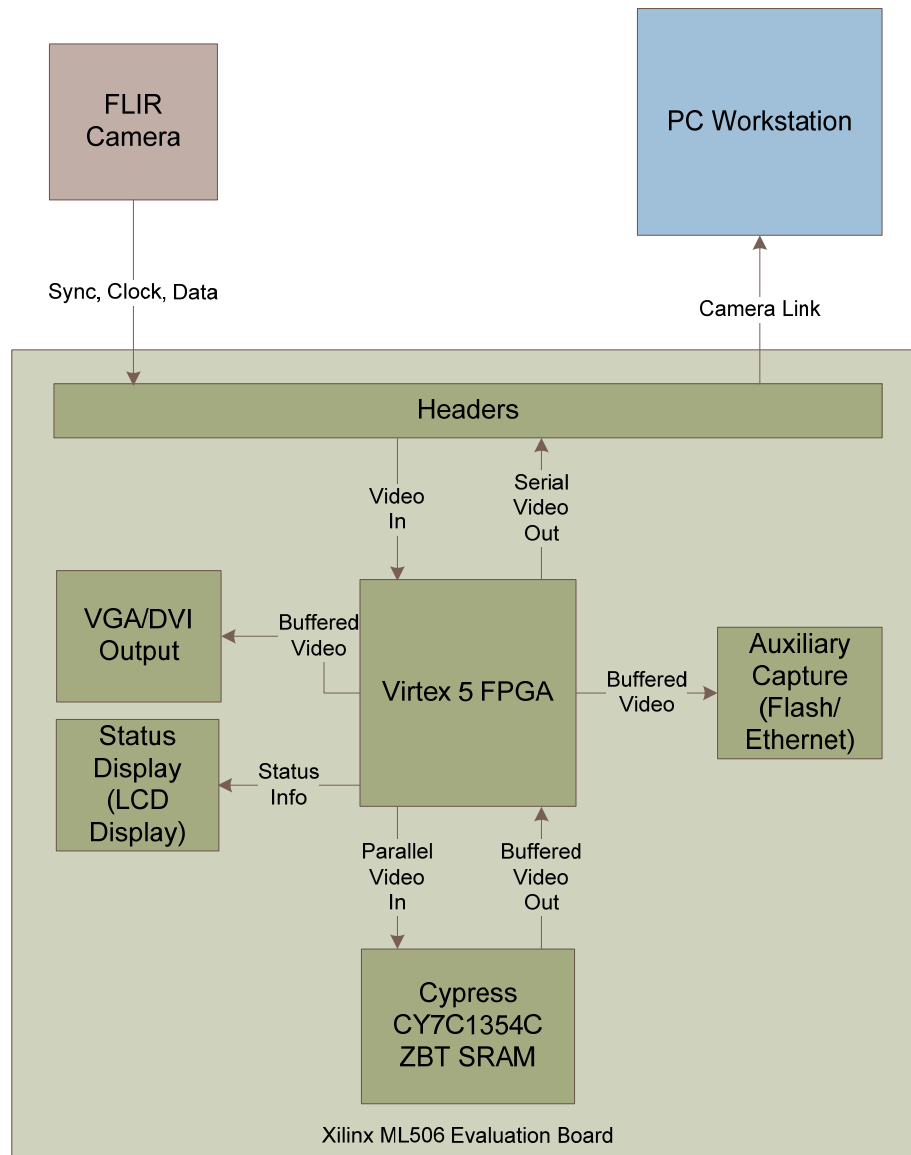 FLIR
Camera
PC Workstation
Sync, Clock, Data
Camera Link
Headers
Video
In
Serial
Video
Out
VGA/DVI
Output
Buffered
Video
Virtex 5 FPGA
Buffered
Video
Auxiliary
Capture
(Flash/
Ethernet)
Status
Display
(LCD
Display)
Status
Info
Parallel
Video
In
Buffered
Video
Out
Cypress
CY7C1354C
ZBT SRAM
Xilinx ML506 Evaluation Board